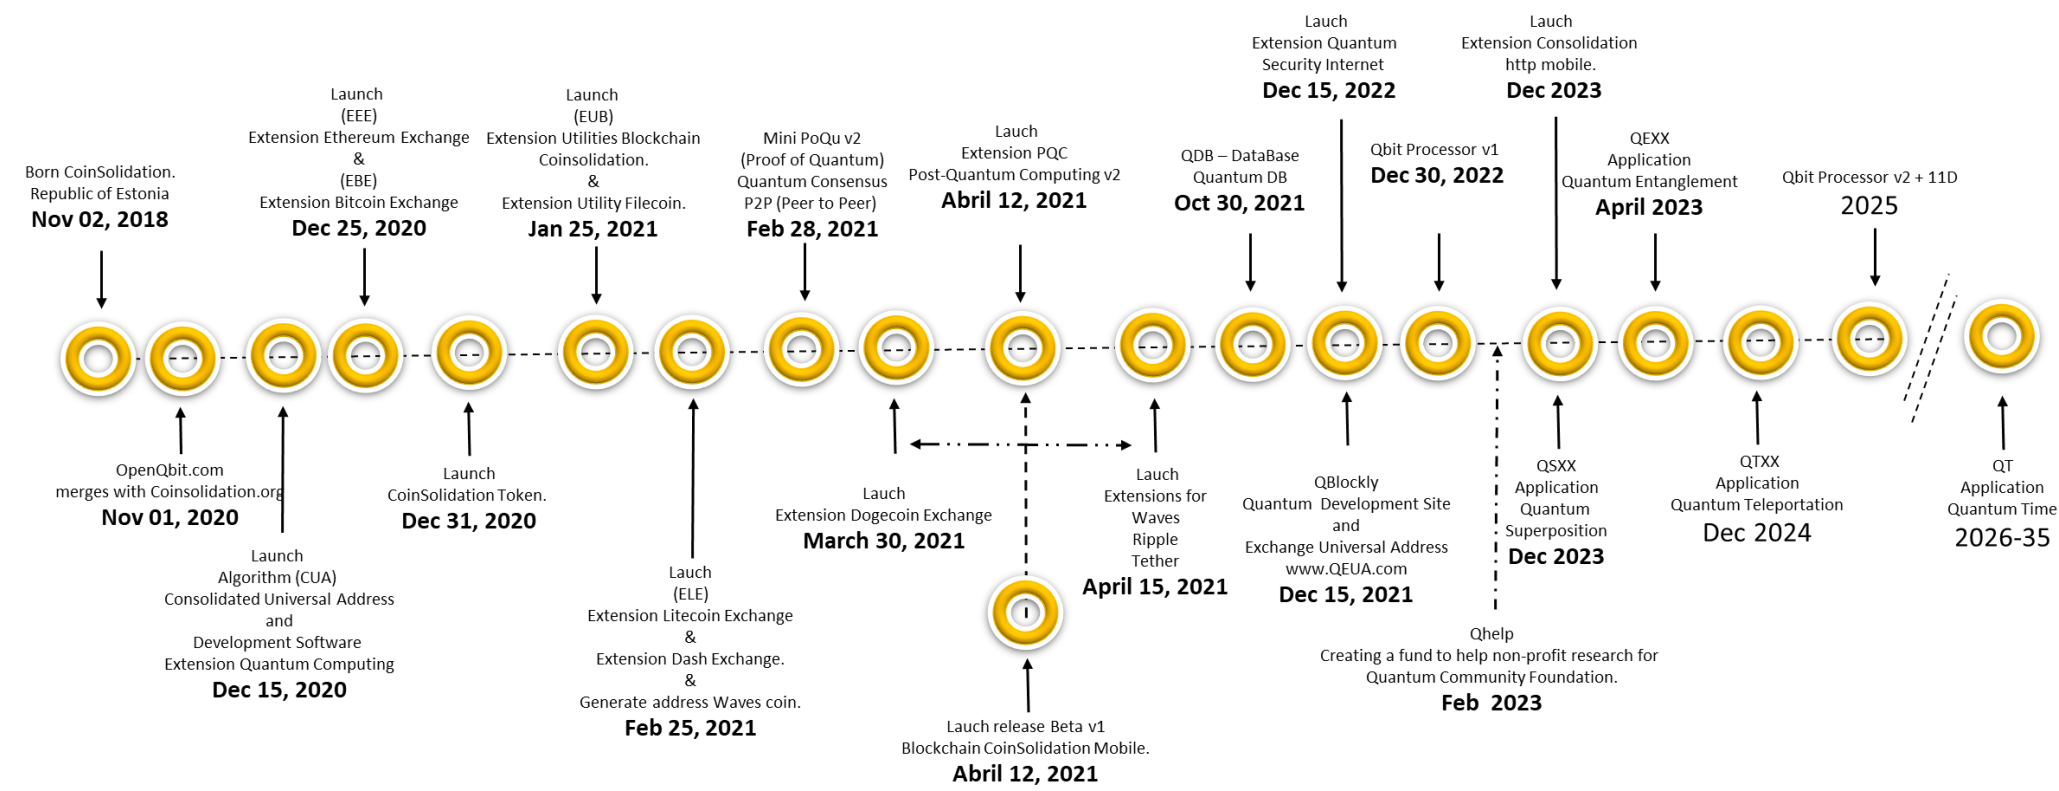 Born CoinSolidation.
Republic of Estonia
Nov 02, 2018
OpenQbit.com
merges with Coinsolidation.org
Nov 01, 2020
Launch
Algorithm (CUA)
Consolidated Universal Address
and
Development Software
Extension Quantum Computing
Dec 15, 2020
Launch
(EEE)
Extension Ethereum Exchange
&
(EBE)
Extension Bitcoin Exchange
Dec 25, 2020
Launch
CoinSolidation Token.
Dec 31, 2020
Launch
(EUB)
Extension Utilities Blockchain
Coinsolidation.
&
Extension Utility Filecoin.
Jan 25, 2021
Lauch
(ELE)
Extension Litecoin Exchange
&
Extension Dash Exchange.
&
Generate address Waves coin.
Feb 25, 2021
Mini PoQu v2
(Proof of Quantum)
Quantum Consensus
P2P (Peer to Peer)
Feb 28, 2021
Lauch
Extension Dogecoin Exchange
March 30, 2021
Lauch
Extension PQC
Post-Quantum Computing v2
Abril 12, 2021
Lauch release Beta v1
Blockchain CoinSolidation Mobile.
Abril 12, 2021
Lauch
Extensions for
Waves
Ripple
Tether
April 15, 2021
QDB – DataBase
Quantum DB
Oct 30, 2021
QBlockly
Quantum Development Site
and
Exchange Universal Address
www.QEUA.com
Dec 15, 2021
Lauch
Extension Quantum
Security Internet
Dec 15, 2022
Qbit Processor v1
Dec 30, 2022
Qhelp
Creating a fund to help non-profit research for
Quantum Community Foundation.
Feb 2023
Lauch
Extension Consolidation
http mobile.
Dec 2023
QSXX
Application
Quantum
Superposition
Dec 2023
QEXX
Application
Quantum Entanglement
April 2023
QTXX
Application
Quantum Teleportation
Dec 2024
Qbit Processor v2 + 11D
2025
QT
Application
Quantum Time
2026-35